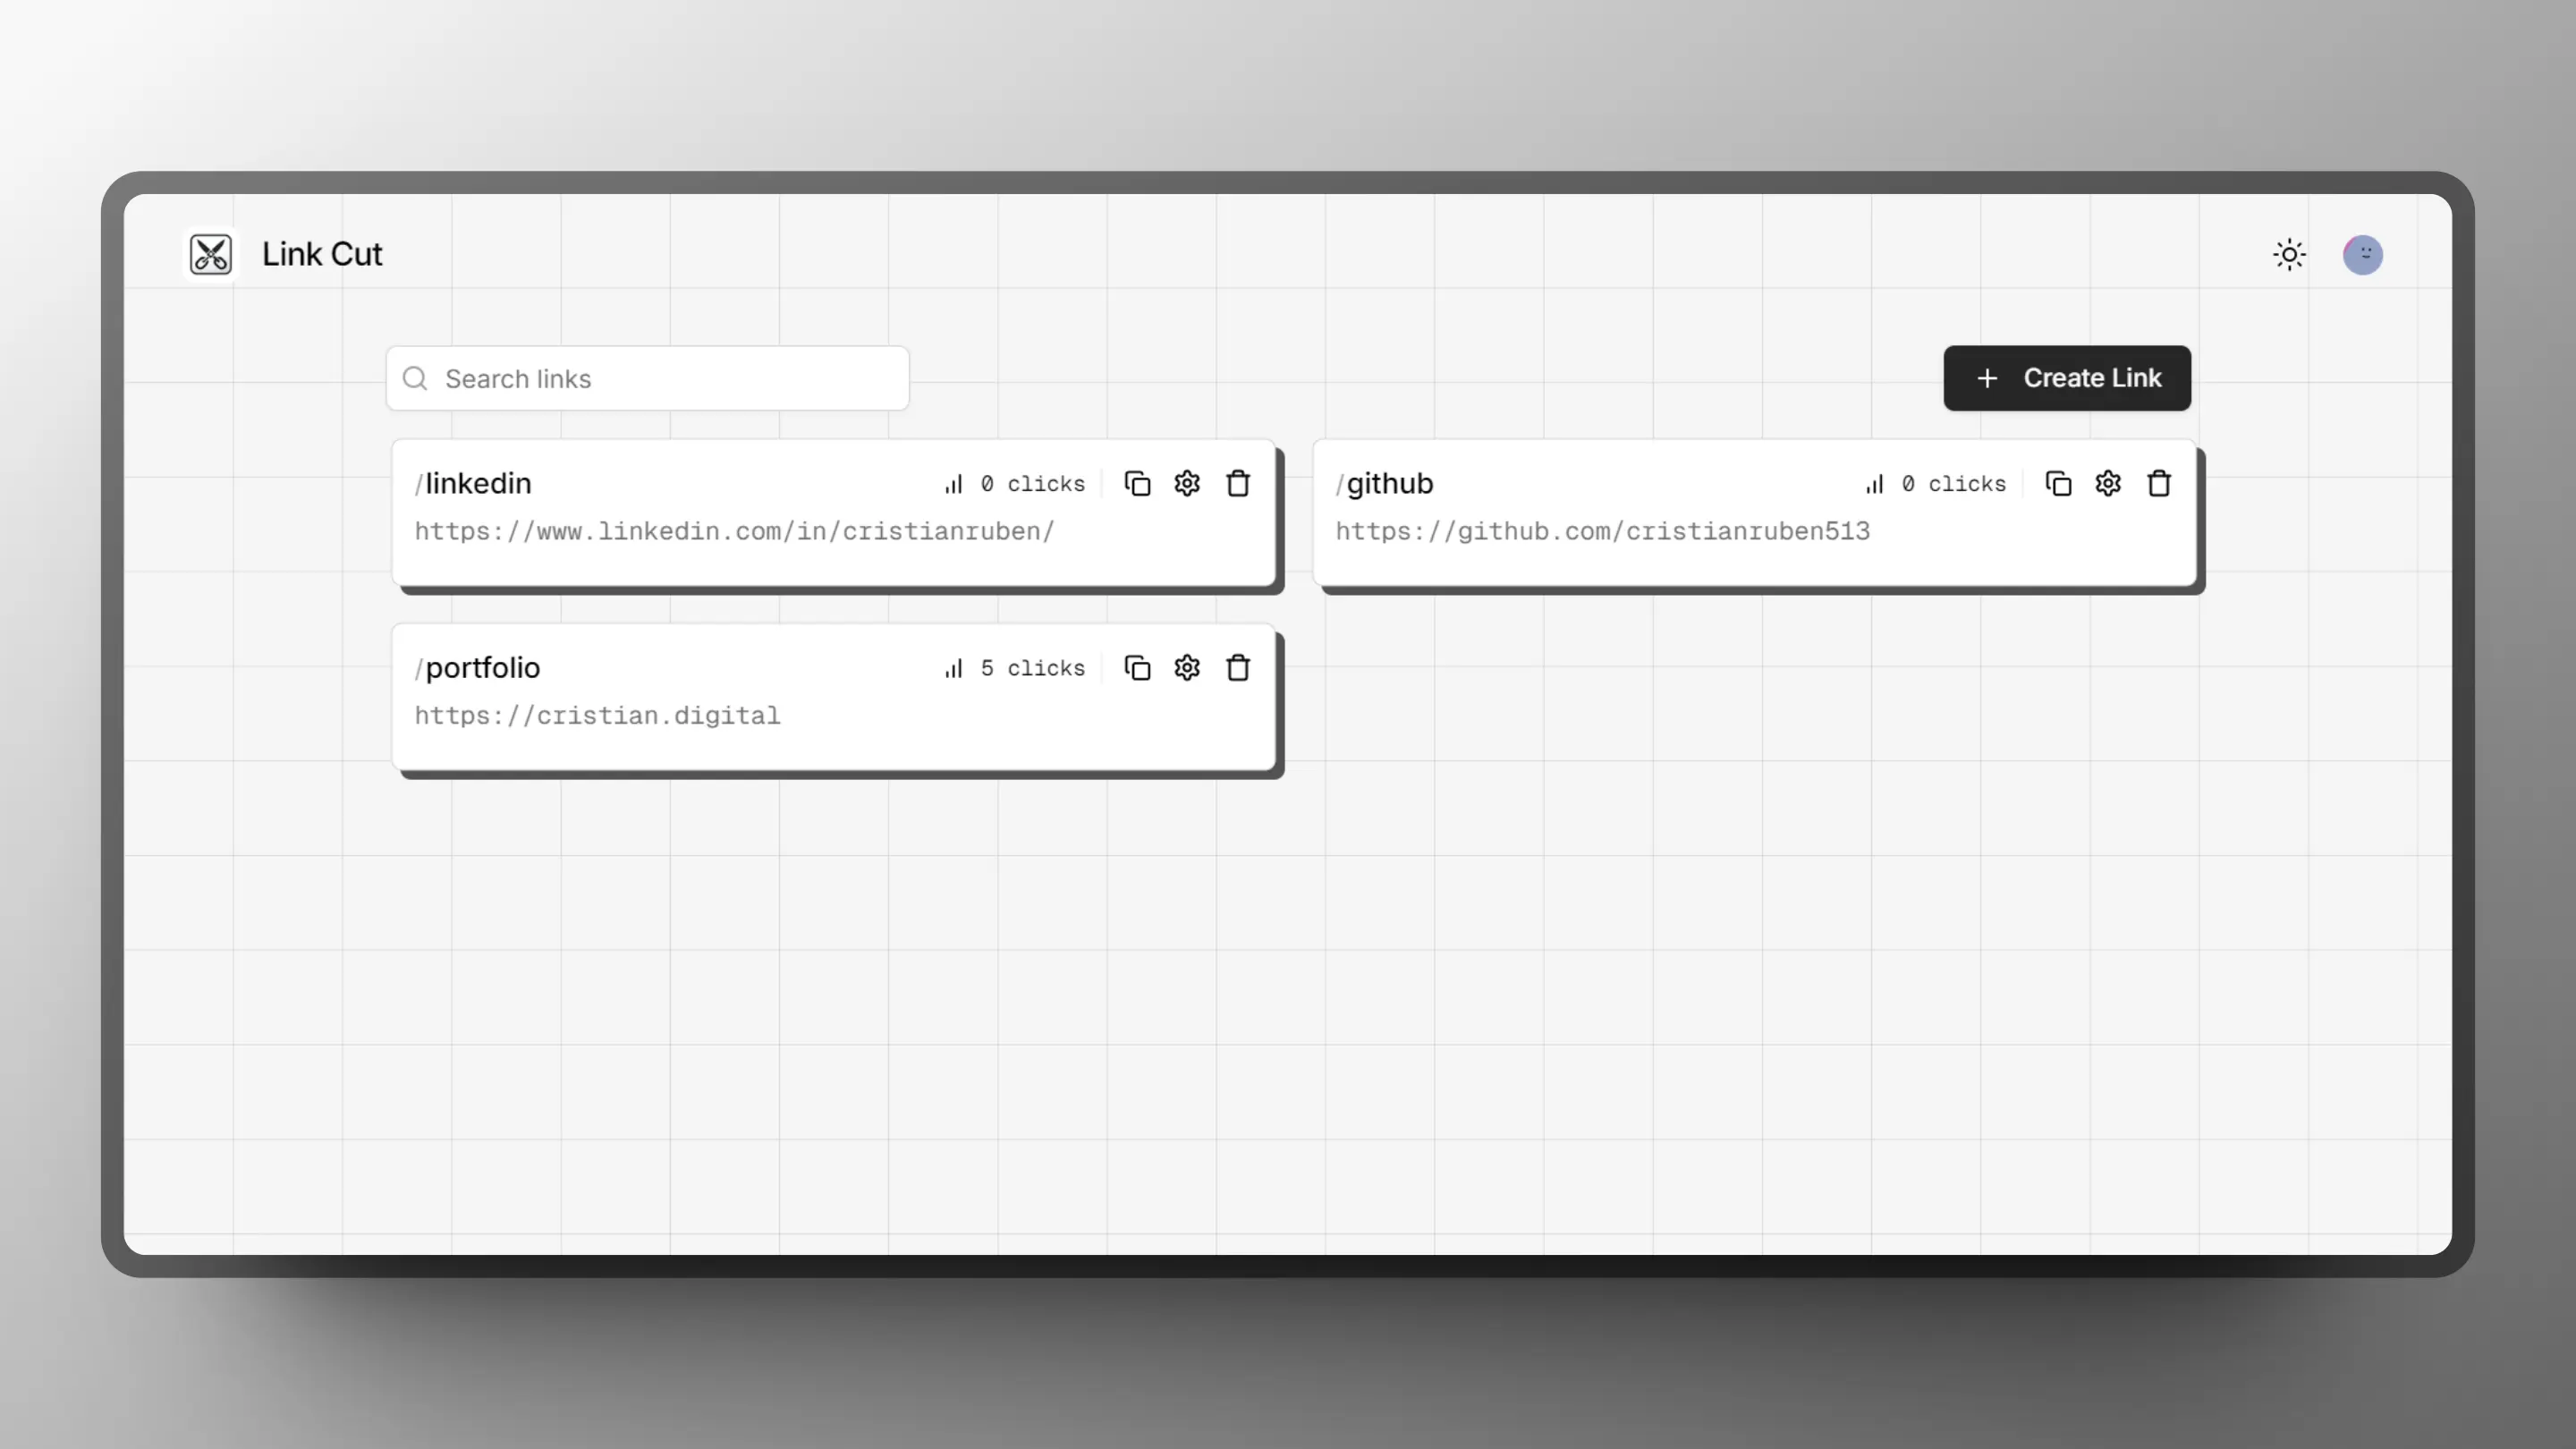 Link Cut
Search links
+ Create Link
/linkedin
0 clicks
https://www.linkedin.com/in/cristianruben/
/github
0 clicks
https://github.com/cristianruben513
/portfolio
5 clicks
https://cristian.digital